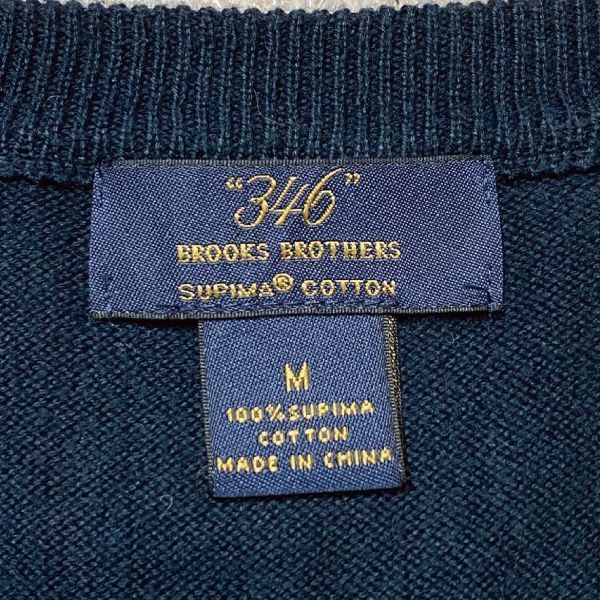 "346"
BROOKS BROTHERS
SUPIMA® COTTON
M
100% SUPIMA
COTTON
MADE IN CHINA